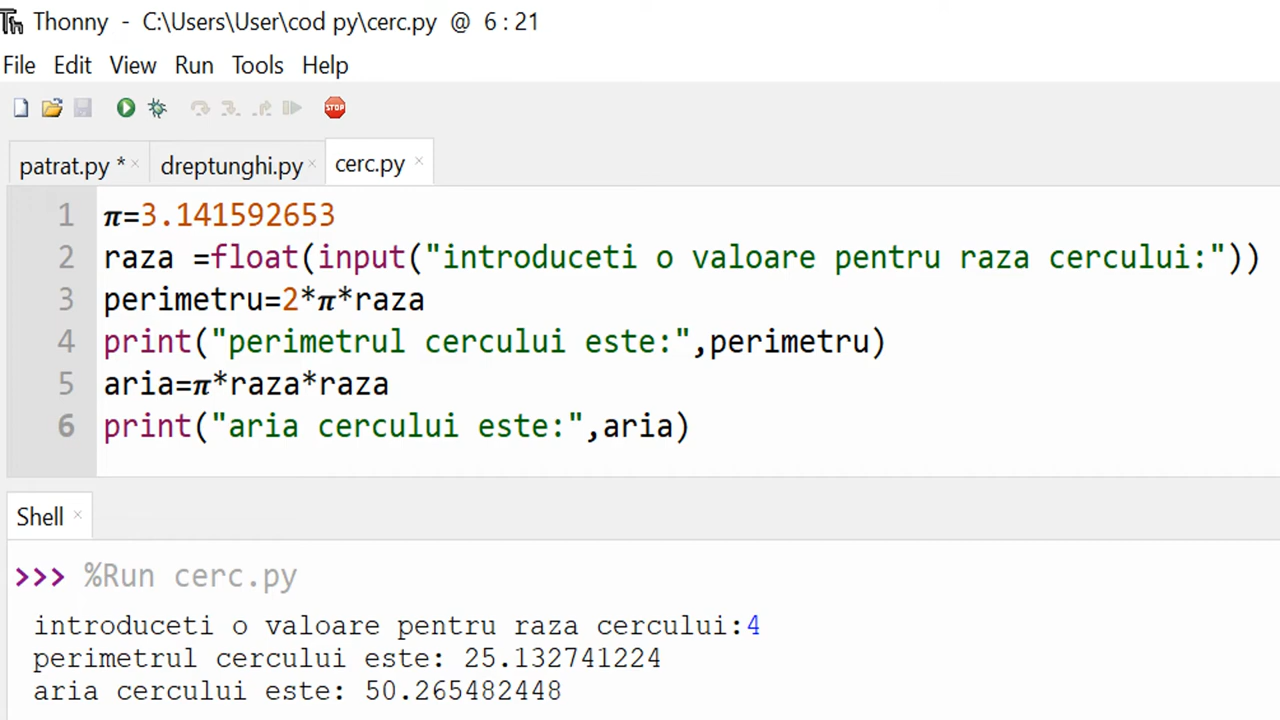 Thonny - C:\Users\User\cod py\cerc.py @ 6 : 21
File Edit View Run Tools Help
STOP
patrat.py * × dreptunghi.py × cerc.py ×
1 π=3.141592653
2 raza =float(input("introduceti o valoare pentru raza cercului:"))
3 perimetru=2*π*raza
4 print("perimetrul cercului este:",perimetru)
5 aria=π*raza*raza
6 print("aria cercului este:",aria)
Shell ×
>>> %Run cerc.py
introduceti o valoare pentru raza cercului:4
perimetrul cercului este: 25.132741224
aria cercului este: 50.265482448